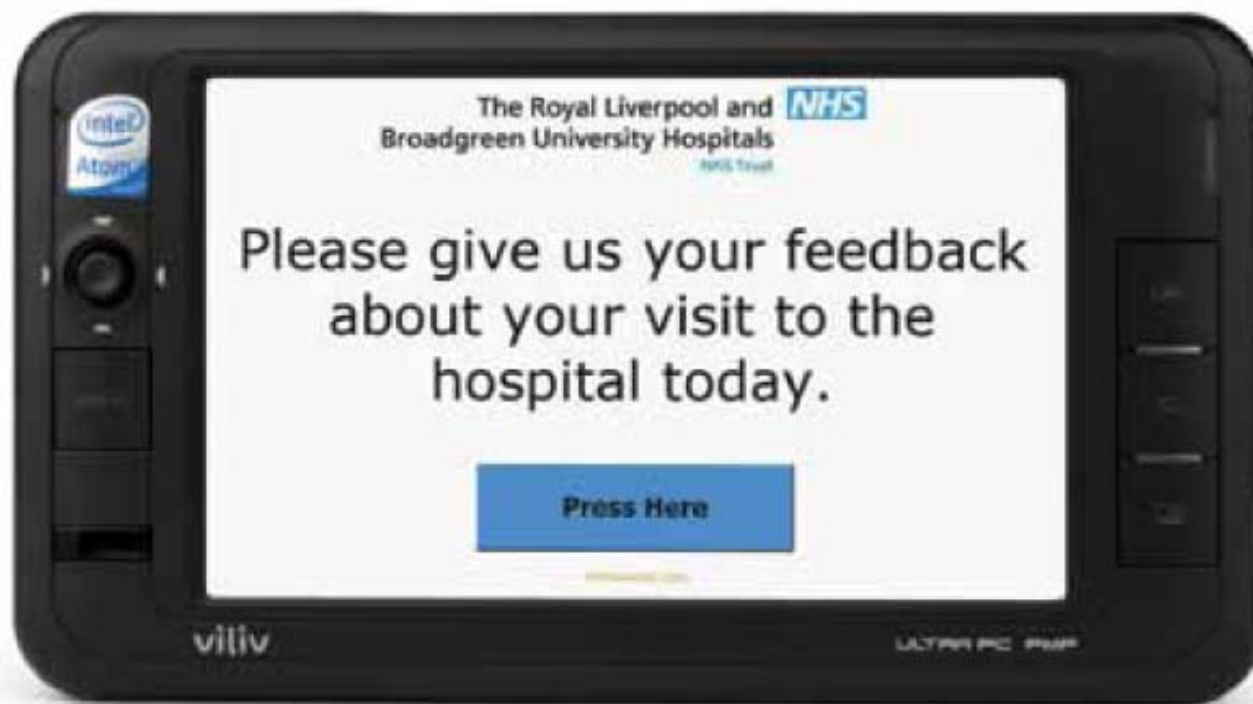 intel
Atom
The Royal Liverpool and NHS
Broadgreen University Hospitals
NHS Trust
Please give us your feedback
about your visit to the
hospital today.
Press Here
viliv
ULTRA PC PMP